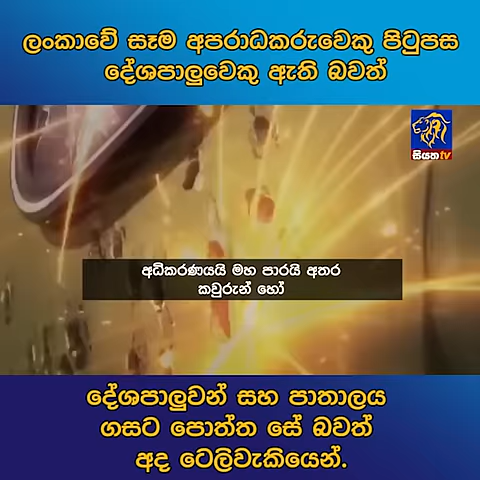 ලංකාවේ සෑම අපරාධකරුවෙකු පිටුපස
දේශපාලුවෙකු ඇති බවත්
සියත tv
අධිකරණයයි මහ පාරයි අතර
කවුරුන් හෝ
දේශපාලුවන් සහ පාතාලය
ගසට පොත්ත සේ බවත්
අද ටෙලිවැකියෙන්.